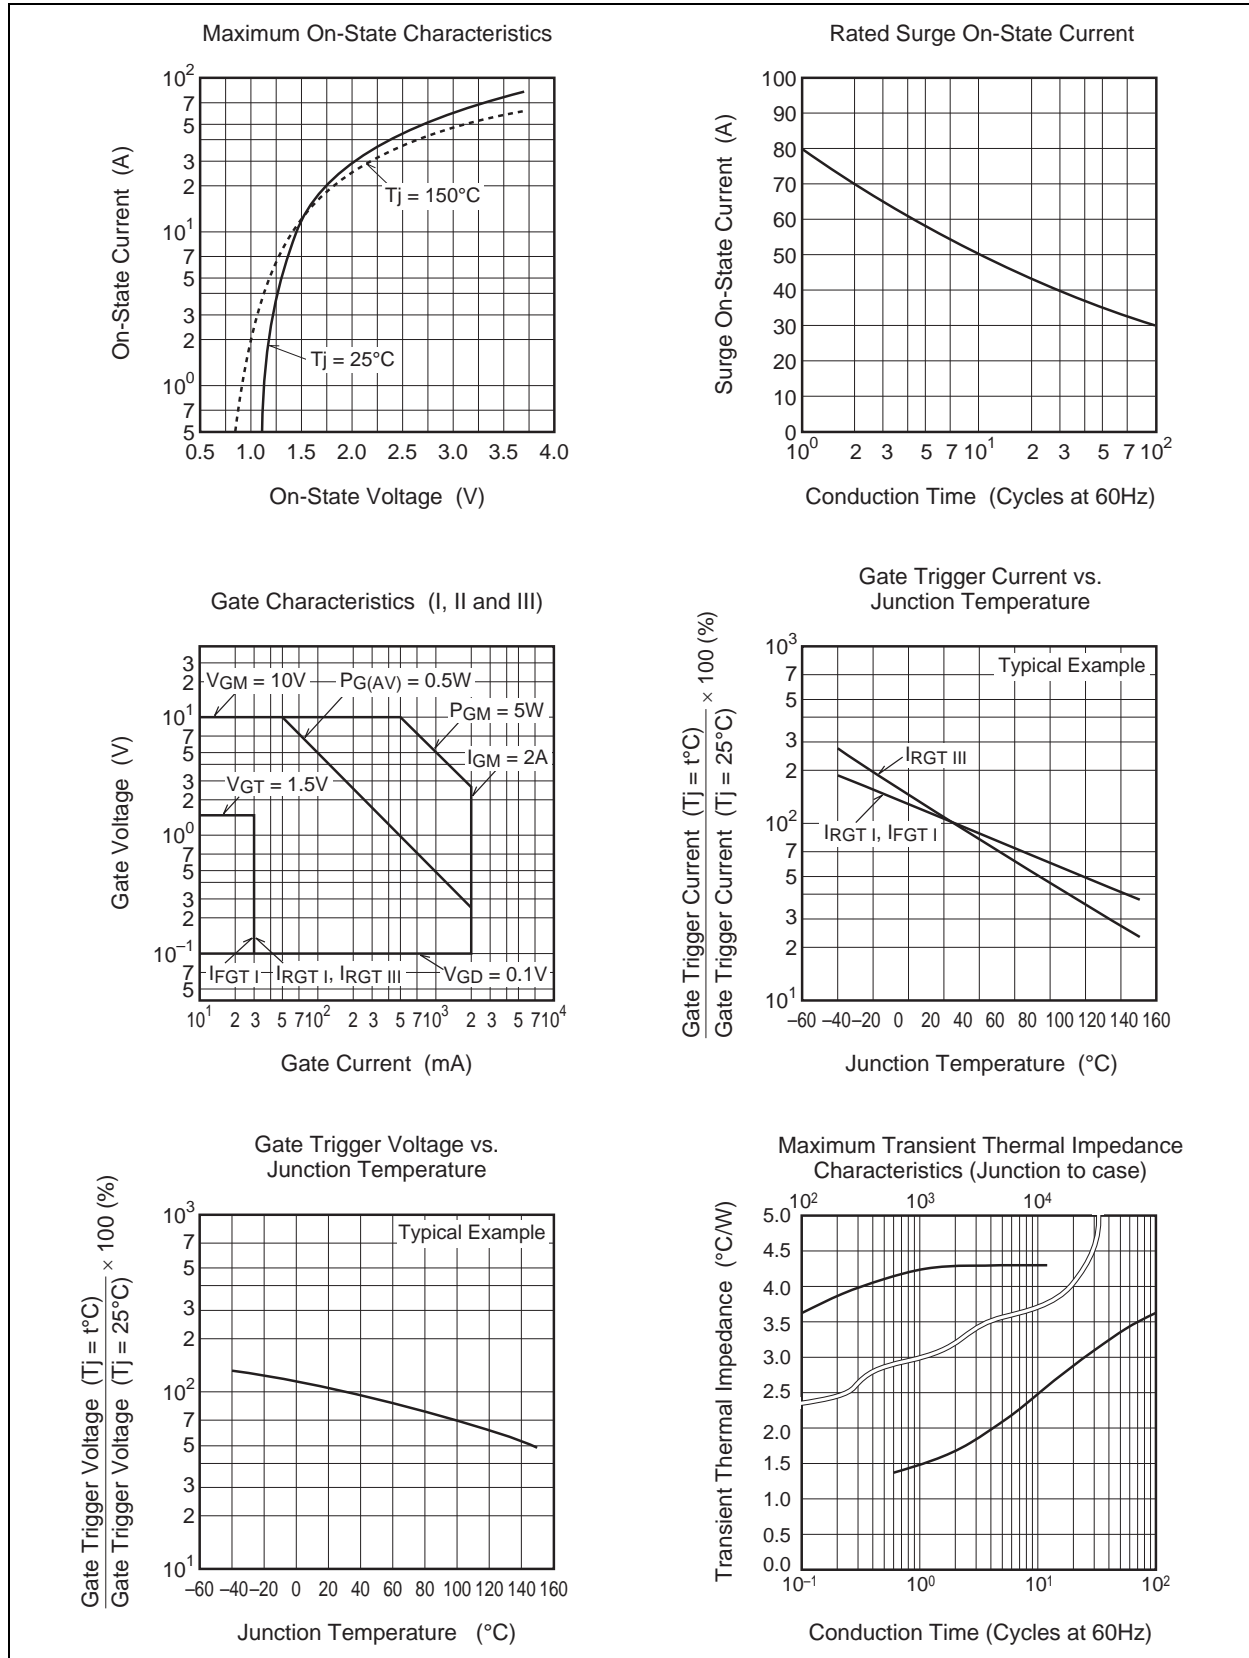 Maximum On-State Characteristics
On-State Current (A)
10²
7
5
3
2
10¹
7
5
3
2
10⁰
7
5
Tj = 150°C
Tj = 25°C
0.5 1.0 1.5 2.0 2.5 3.0 3.5 4.0
On-State Voltage (V)
Rated Surge On-State Current
Surge On-State Current (A)
100
90
80
70
60
50
40
30
20
10
0
10⁰ 2 3 5 7 10¹ 2 3 5 7 10²
Conduction Time (Cycles at 60Hz)
Gate Characteristics (I, II and III)
Gate Voltage (V)
3
2
10¹
7
5
3
2
10⁰
7
5
3
2
10⁻¹
7
5
VGM = 10V
PG(AV) = 0.5W
PGM = 5W
IGM = 2A
VGT = 1.5V
IFGT I
IRGT I, IRGT III
VGD = 0.1V
10¹ 2 3 5 7 10² 2 3 5 7 10³ 2 3 5 7 10⁴
Gate Current (mA)
Gate Trigger Current vs.
Junction Temperature
Gate Trigger Current (Tj = t°C)
Gate Trigger Current (Tj = 25°C)
× 100 (%)
10³
7
5
3
2
10²
7
5
3
2
10¹
Typical Example
IRGT III
IRGT I, IFGT I
–60 –40 –20 0 20 40 60 80 100 120 140 160
Junction Temperature (°C)
Gate Trigger Voltage vs.
Junction Temperature
Gate Trigger Voltage (Tj = t°C)
Gate Trigger Voltage (Tj = 25°C)
× 100 (%)
10³
7
5
3
2
10²
7
5
3
2
10¹
Typical Example
–60 –40 –20 0 20 40 60 80 100 120 140 160
Junction Temperature (°C)
Maximum Transient Thermal Impedance
Characteristics (Junction to case)
10² 10³ 10⁴
Transient Thermal Impedance (°C/W)
5.0
4.5
4.0
3.5
3.0
2.5
2.0
1.5
1.0
0.5
0.0
10⁻¹ 10⁰ 10¹ 10²
Conduction Time (Cycles at 60Hz)